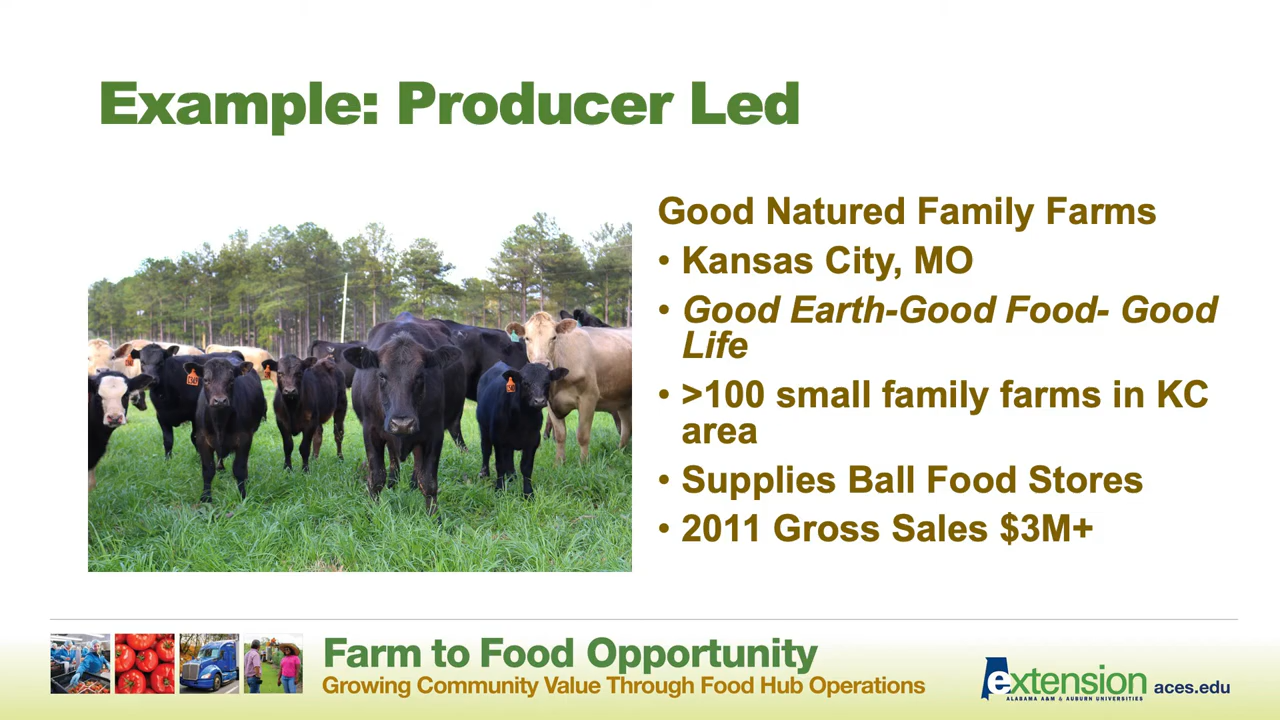 Example: Producer Led
Good Natured Family Farms
• Kansas City, MO
• Good Earth-Good Food- Good
Life
• >100 small family farms in KC
area
• Supplies Ball Food Stores
• 2011 Gross Sales $3M+
Farm to Food Opportunity
Growing Community Value Through Food Hub Operations
extension
ALABAMA A&M & AUBURN UNIVERSITIES
aces.edu